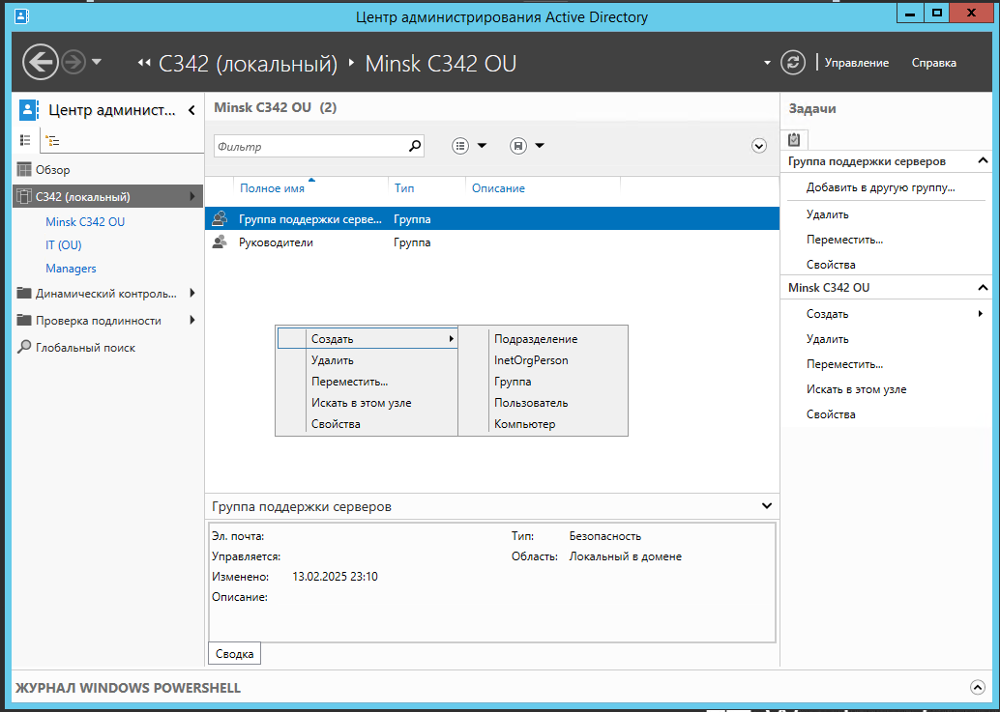 Центр администрирования Active Directory
C342 (локальный) Minsk C342 OU
Управление
Справка
Центр админист...
Обзор
C342 (локальный)
Minsk C342 OU
IT (OU)
Managers
Динамический контроль...
Проверка подлинности
Глобальный поиск
Minsk C342 OU (2)
Фильтр
Полное имя Тип Описание
Группа поддержки серве... Группа
Руководители Группа
Создать
Удалить
Переместить...
Искать в этом узле
Свойства
Подразделение
InetOrgPerson
Группа
Пользователь
Компьютер
Группа поддержки серверов
Эл. почта:
Управляется:
Изменено: 13.02.2025 23:10
Описание:
Тип: Безопасность
Область: Локальный в домене
Сводка
Задачи
Группа поддержки серверов
Добавить в другую группу...
Удалить
Переместить...
Свойства
Minsk C342 OU
Создать
Удалить
Переместить...
Искать в этом узле
Свойства
ЖУРНАЛ WINDOWS POWERSHELL